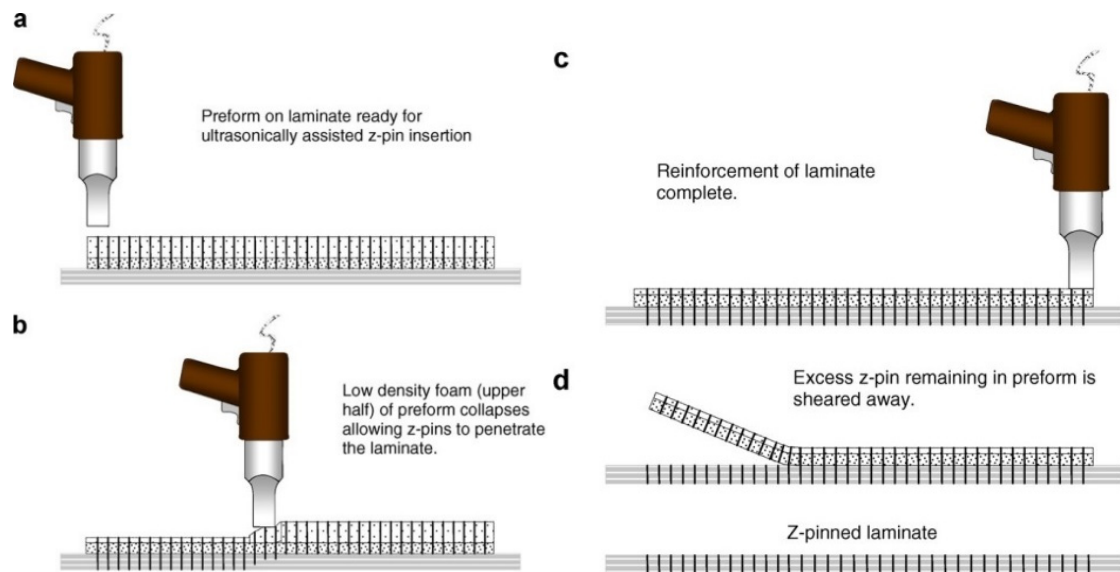 a
Preform on laminate ready for
ultrasonically assisted z-pin insertion
b
Low density foam (upper
half) of preform collapses
allowing z-pins to penetrate
the laminate.
c
Reinforcement of laminate
complete.
d
Excess z-pin remaining in preform is
sheared away.
Z-pinned laminate